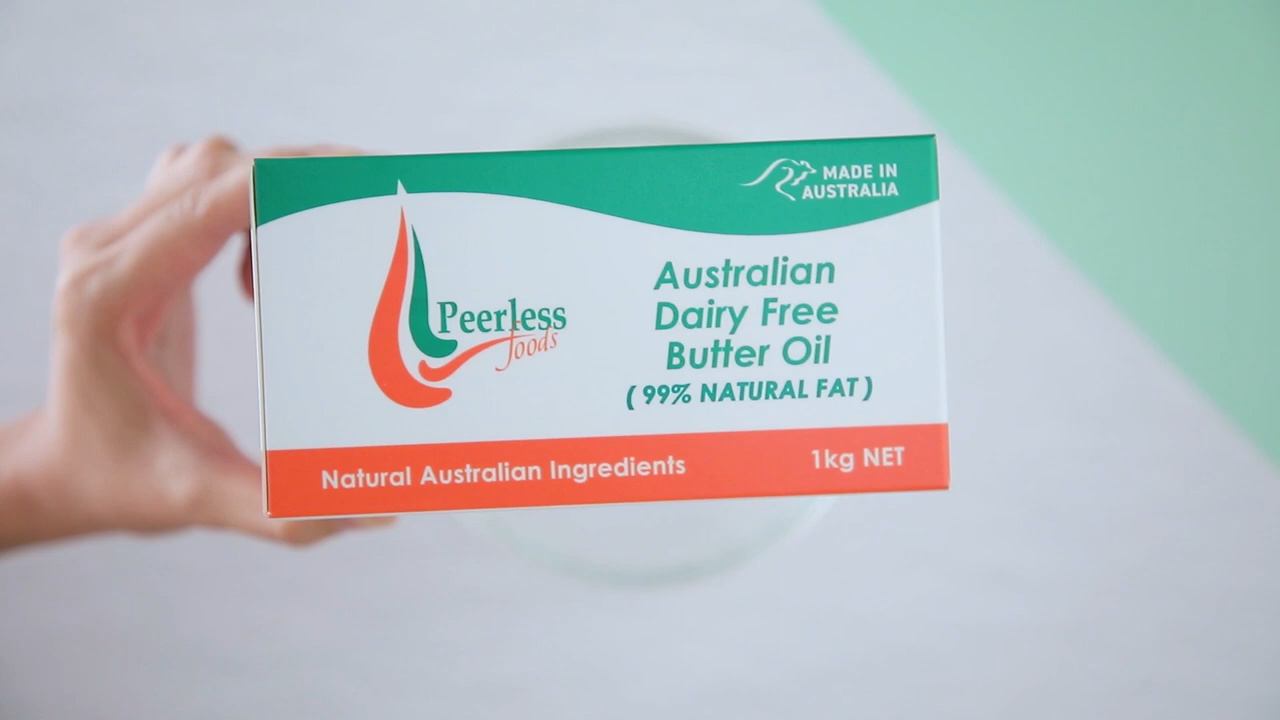 MADE IN
AUSTRALIA
Peerless
foods
Australian
Dairy Free
Butter Oil
( 99% NATURAL FAT )
Natural Australian Ingredients
1kg NET